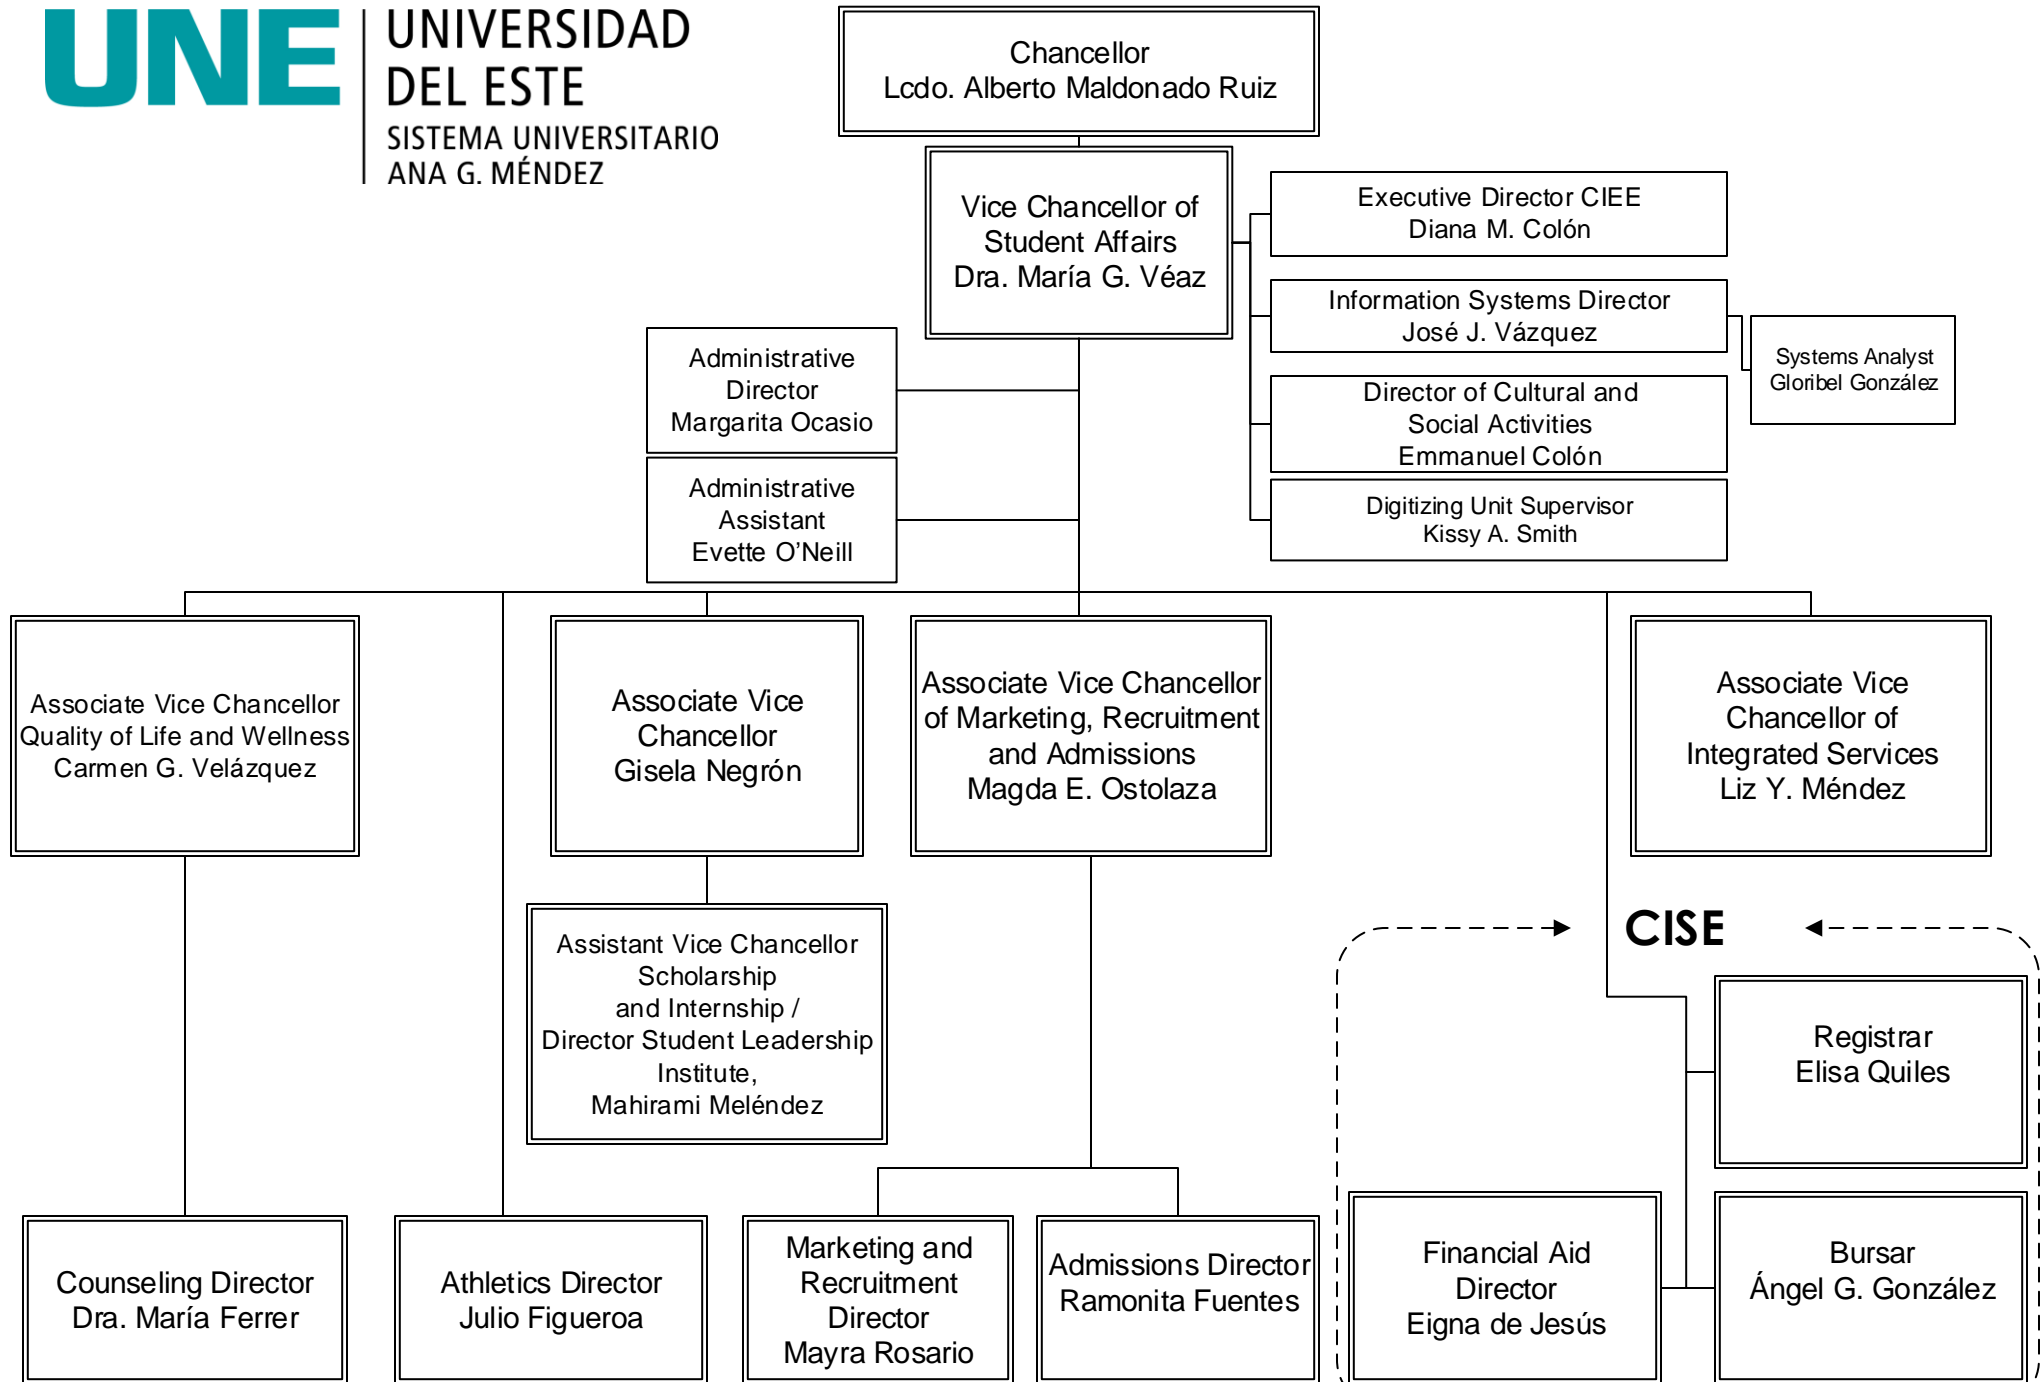 UNE
UNIVERSIDAD
DEL ESTE
SISTEMA UNIVERSITARIO
ANA G. MÉNDEZ
Chancellor
Lcdo. Alberto Maldonado Ruiz
Vice Chancellor of
Student Affairs
Dra. María G. Véaz
Executive Director CIEE
Diana M. Colón
Information Systems Director
José J. Vázquez
Systems Analyst
Gloribel González
Director of Cultural and
Social Activities
Emmanuel Colón
Digitizing Unit Supervisor
Kissy A. Smith
Administrative
Director
Margarita Ocasio
Administrative
Assistant
Evette O’Neill
Associate Vice Chancellor
Quality of Life and Wellness
Carmen G. Velázquez
Associate Vice
Chancellor
Gisela Negrón
Associate Vice Chancellor
of Marketing, Recruitment
and Admissions
Magda E. Ostolaza
Associate Vice
Chancellor of
Integrated Services
Liz Y. Méndez
Assistant Vice Chancellor
Scholarship
and Internship /
Director Student Leadership
Institute,
Mahirami Meléndez
CISE
Registrar
Elisa Quiles
Counseling Director
Dra. María Ferrer
Athletics Director
Julio Figueroa
Marketing and
Recruitment
Director
Mayra Rosario
Admissions Director
Ramonita Fuentes
Financial Aid
Director
Eigna de Jesús
Bursar
Ángel G. González